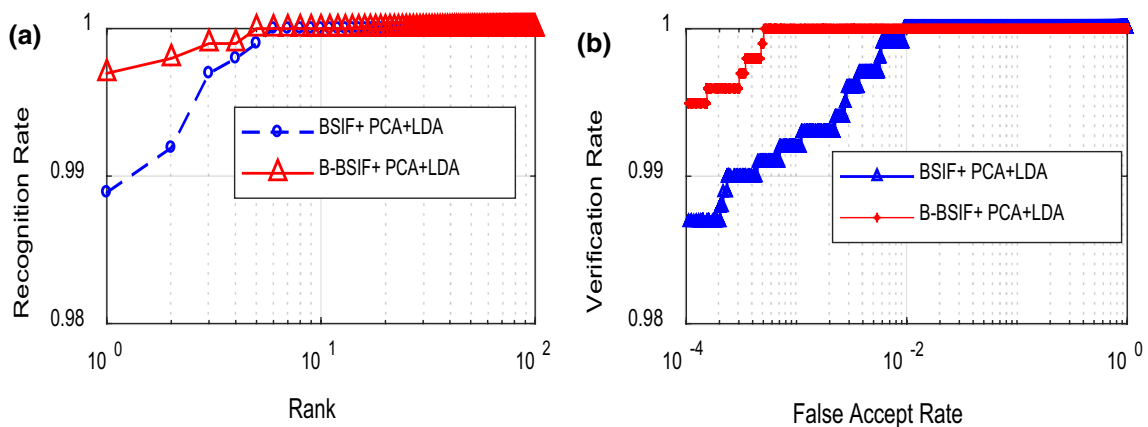 (a)
Recognition Rate
1
0.99
0.98
BSIF+ PCA+LDA
B-BSIF+ PCA+LDA
10^0
10^1
10^2
Rank
(b)
Verification Rate
1
0.99
0.98
BSIF+ PCA+LDA
B-BSIF+ PCA+LDA
10^-4
10^-2
10^0
False Accept Rate